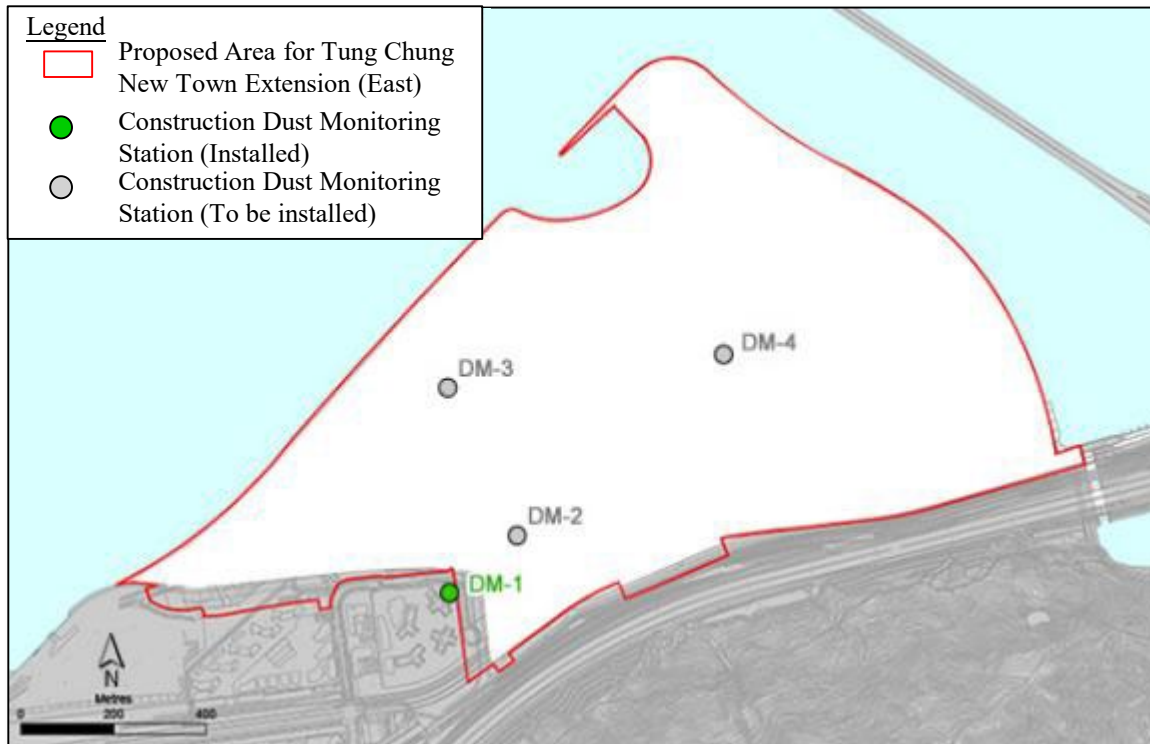 Legend
Proposed Area for Tung Chung
New Town Extension (East)
Construction Dust Monitoring
Station (Installed)
Construction Dust Monitoring
Station (To be installed)
DM-4
DM-3
DM-2
DM-1
N
Metres
0 200 400